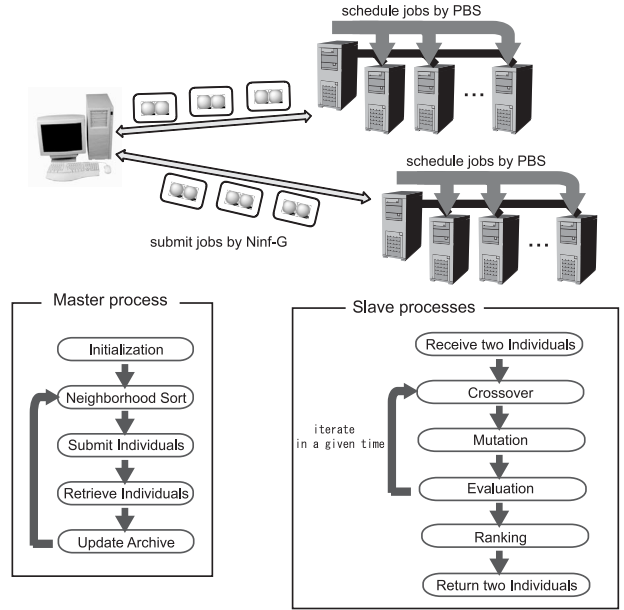 schedule jobs by PBS
...
schedule jobs by PBS
...
submit jobs by Ninf-G
Master process
Initialization
Neighborhood Sort
Submit Individuals
Retrieve Individuals
Update Archive
Slave processes
Receive two Individuals
Crossover
iterate
in a given time
Mutation
Evaluation
Ranking
Return two Individuals